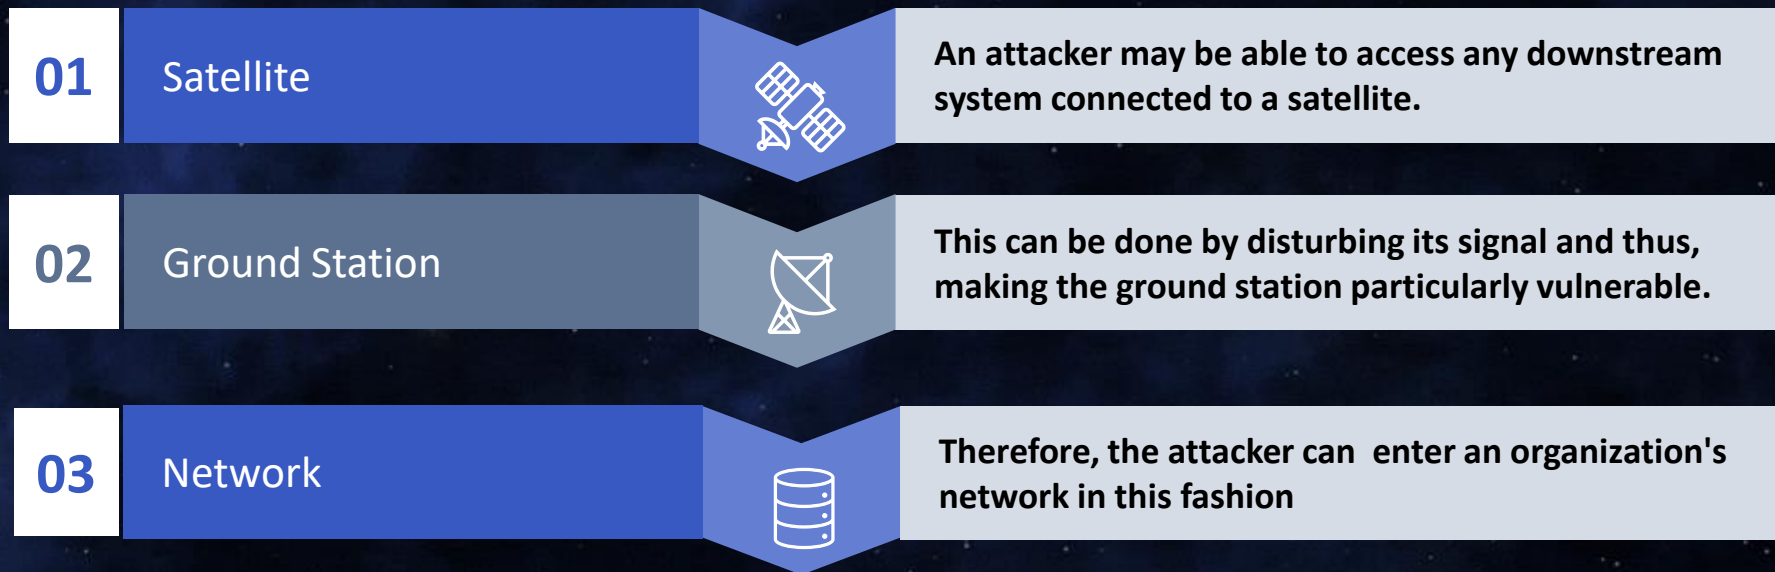 01
Satellite
An attacker may be able to access any downstream
system connected to a satellite.
02
Ground Station
This can be done by disturbing its signal and thus,
making the ground station particularly vulnerable.
03
Network
Therefore, the attacker can  enter an organization's
network in this fashion